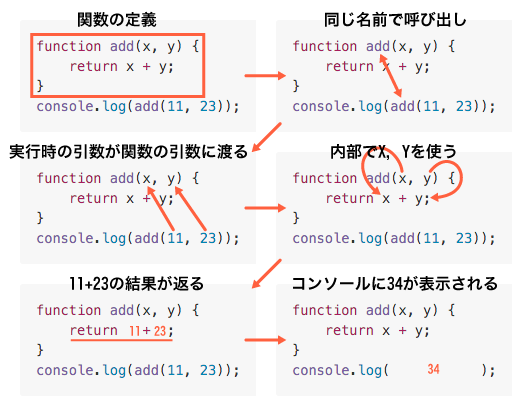 関数の定義
function add(x, y) {
return x + y;
}
console.log(add(11, 23));
同じ名前で呼び出し
function add(x, y) {
return x + y;
}
console.log(add(11, 23));
実行時の引数が関数の引数に渡る
function add(x, y) {
return x + y;
}
console.log(add(11, 23));
内部でX, Yを使う
function add(x, y) {
return x + y;
}
console.log(add(11, 23));
11+23の結果が返る
function add(x, y) {
return 11+23;
}
console.log(add(11, 23));
コンソールに34が表示される
function add(x, y) {
return x + y;
}
console.log( 34 );